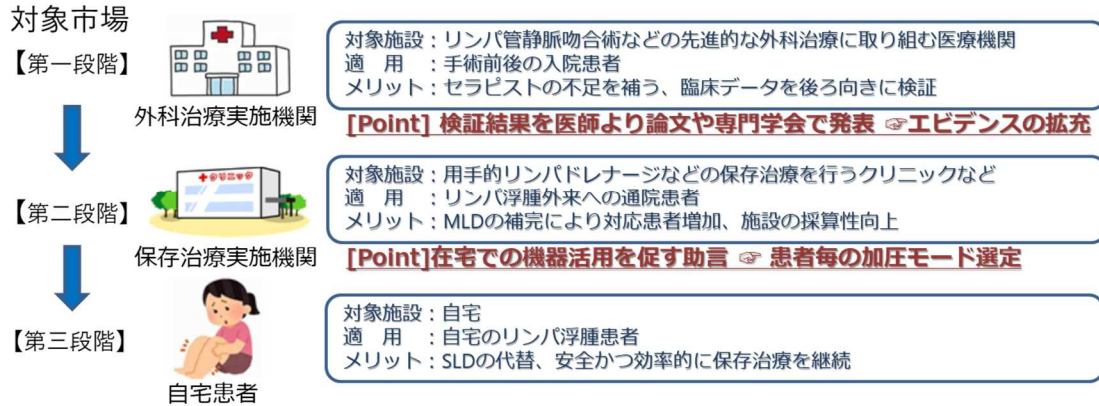 対象市場
【第一段階】
外科治療実施機関
対象施設：リンパ管静脈吻合術などの先進的な外科治療に取り組む医療機関
適　用　：手術前後の入院患者
メリット：セラピストの不足を補う、臨床データを後ろ向きに検証
[Point] 検証結果を医師より論文や専門学会で発表 ☞エビデンスの拡充
【第二段階】
保存治療実施機関
対象施設：用手的リンパドレナージなどの保存治療を行うクリニックなど
適　用　：リンパ浮腫外来への通院患者
メリット：MLDの補完により対応患者増加、施設の採算性向上
[Point]在宅での機器活用を促す助言 ☞ 患者毎の加圧モード選定
【第三段階】
自宅患者
対象施設：自宅
適　用　：自宅のリンパ浮腫患者
メリット：SLDの代替、安全かつ効率的に保存治療を継続